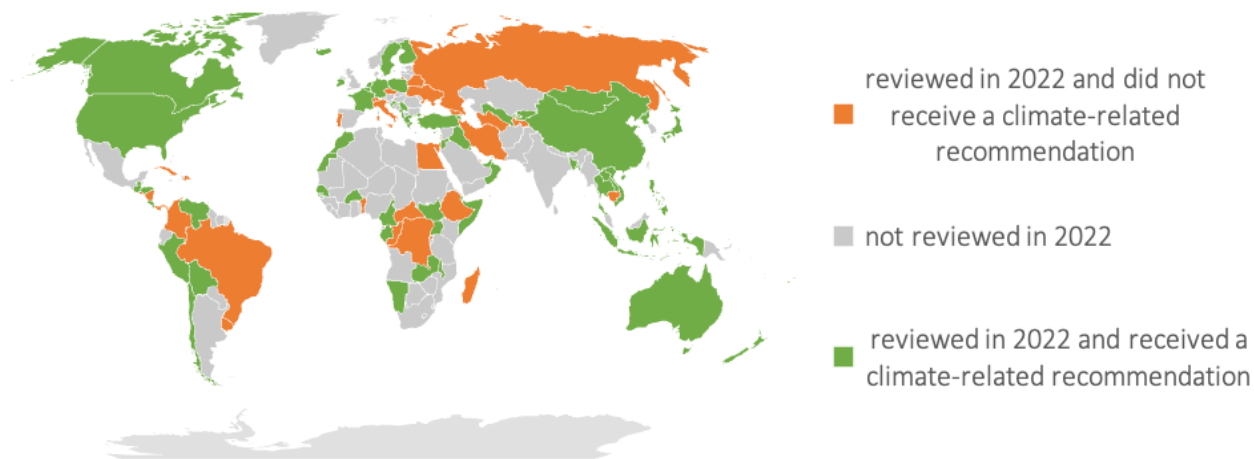 reviewed in 2022 and did not
receive a climate-related
recommendation
not reviewed in 2022
reviewed in 2022 and received a
climate-related recommendation